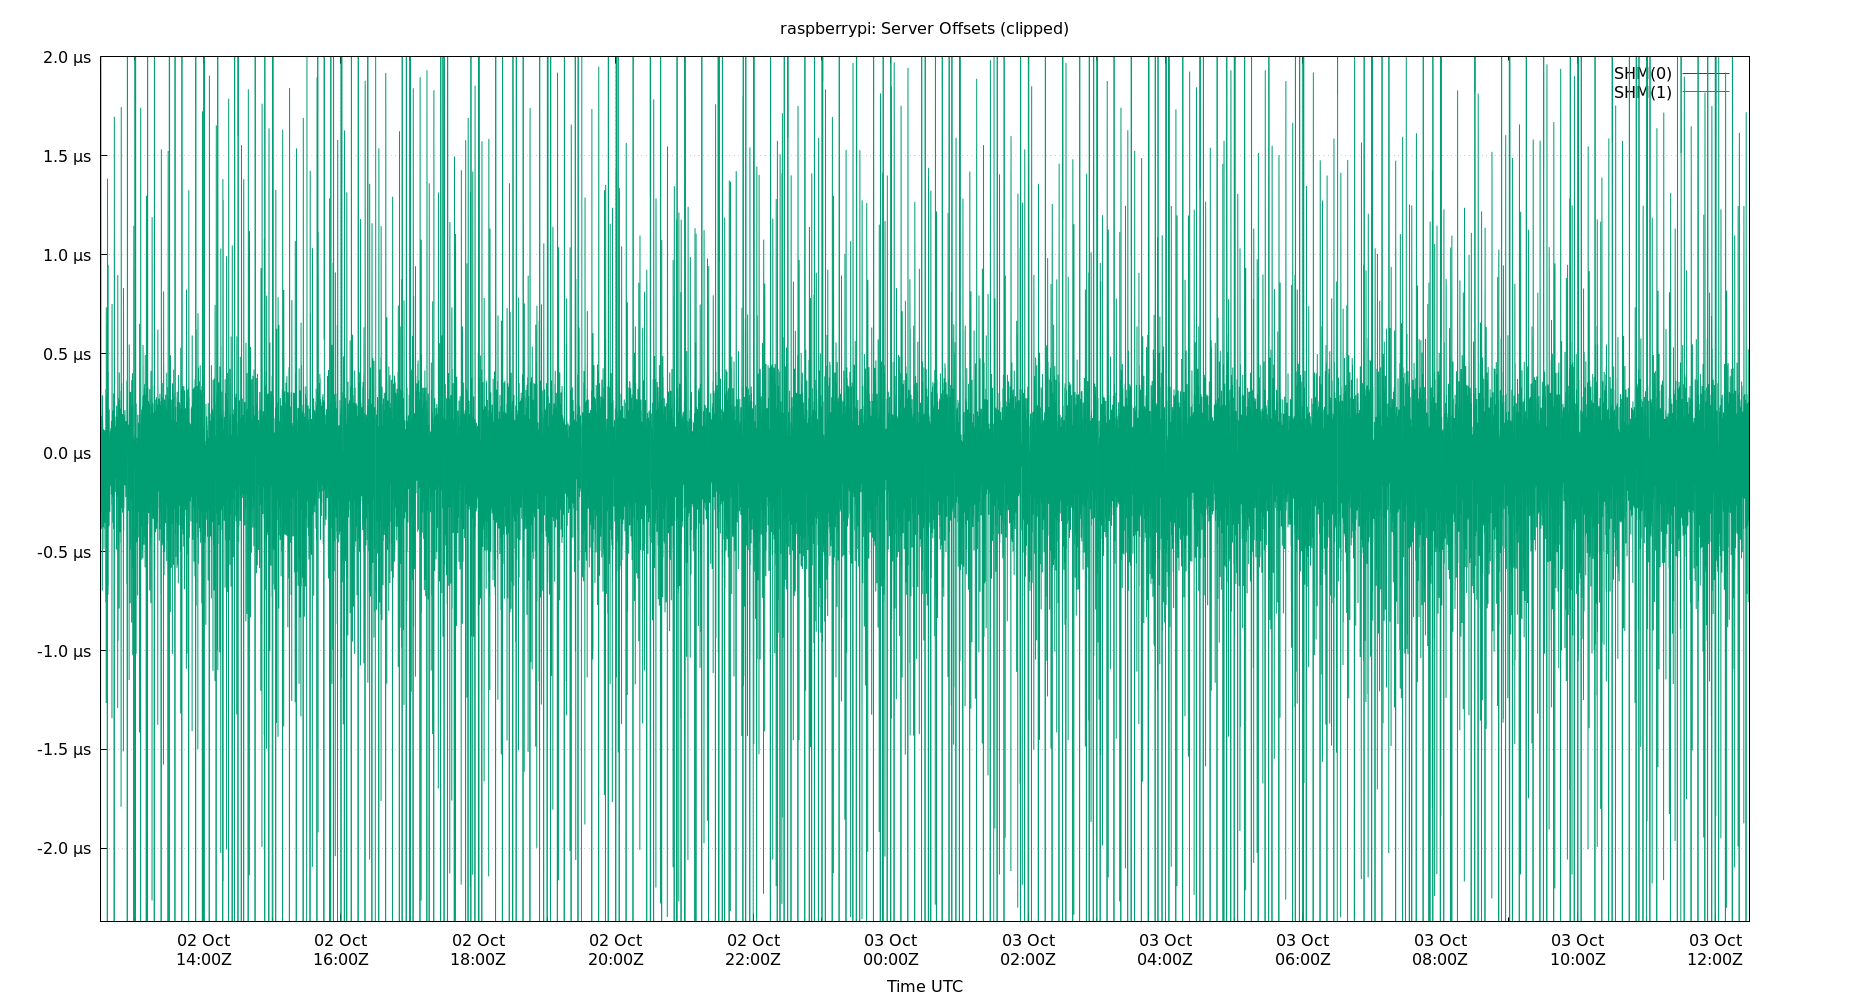 raspberrypi: Server Offsets (clipped)
2.0 µs
1.5 µs
1.0 µs
0.5 µs
0.0 µs
-0.5 µs
-1.0 µs
-1.5 µs
-2.0 µs
SHM(0)
SHM(1)
02 Oct 02 Oct 02 Oct 02 Oct 02 Oct 03 Oct 03 Oct 03 Oct 03 Oct 03 Oct 03 Oct 03 Oct
14:00Z 16:00Z 18:00Z 20:00Z 22:00Z 00:00Z 02:00Z 04:00Z 06:00Z 08:00Z 10:00Z 12:00Z
Time UTC